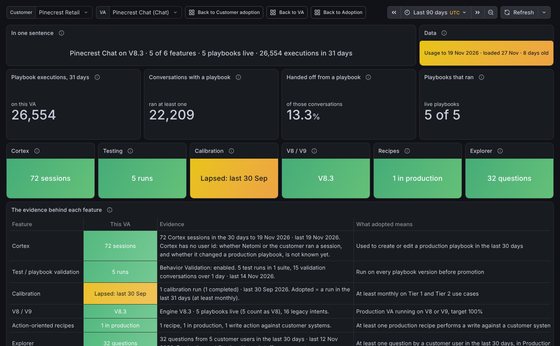 Customer Pinecrest Retail VA Pinecrest Chat (Chat) Back to Customer adoption Back to VA Back to Adoption Last 90 days UTC Refresh
In one sentence
Pinecrest Chat on V8.3 · 5 of 6 features · 5 playbooks live · 26,554 executions in 31 days
Data
Usage to 19 Nov 2026 · loaded 27 Nov · 8 days old
Playbook executions, 31 days
on this VA
26,554
Conversations with a playbook
ran at least one
22,209
Handed off from a playbook
of those conversations
13.3%
Playbooks that ran
live playbooks
5 of 5
Cortex
72 sessions
Testing
5 runs
Calibration
Lapsed: last 30 Sep
V8 / V9
V8.3
Recipes
1 in production
Explorer
32 questions
The evidence behind each feature
Feature This VA Evidence What adopted means
Cortex 72 sessions
72 Cortex sessions in the 30 days to 19 Nov 2026 · last 19 Nov 2026.
Cortex has no user id: whether Netomi or the customer ran a session,
and whether it changed a production playbook, is not yet known.
Used to create or edit a production playbook in the last 30 days
Test / playbook validation 5 runs
Behavior Validation: enabled. 5 test runs in 1 suite, 15 validation
conversations over 1 day · last 14 Nov 2026.
Run on every playbook version before promotion
Calibration Lapsed: last 30 Sep
1 calibration run (1 completed) · last 30 Sep 2026. Adopted = a run in the
last 31 days (at least monthly).
At least monthly on Tier 1 and Tier 2 use cases
V8 / V9 V8.3 Engine V8.3 · 5 playbooks live (5 count as V8), 16 legacy intents. Production VA running on V8 or V9, target 100%
Action-oriented recipes 1 in production 1 recipe, 1 in production, 1 write action against customer systems. At least one production recipe performs a write against a customer system
Explorer 32 questions
32 questions from 5 customer users in the 30 days · last 12 Nov
At least one question by a customer user in the last 30 days,